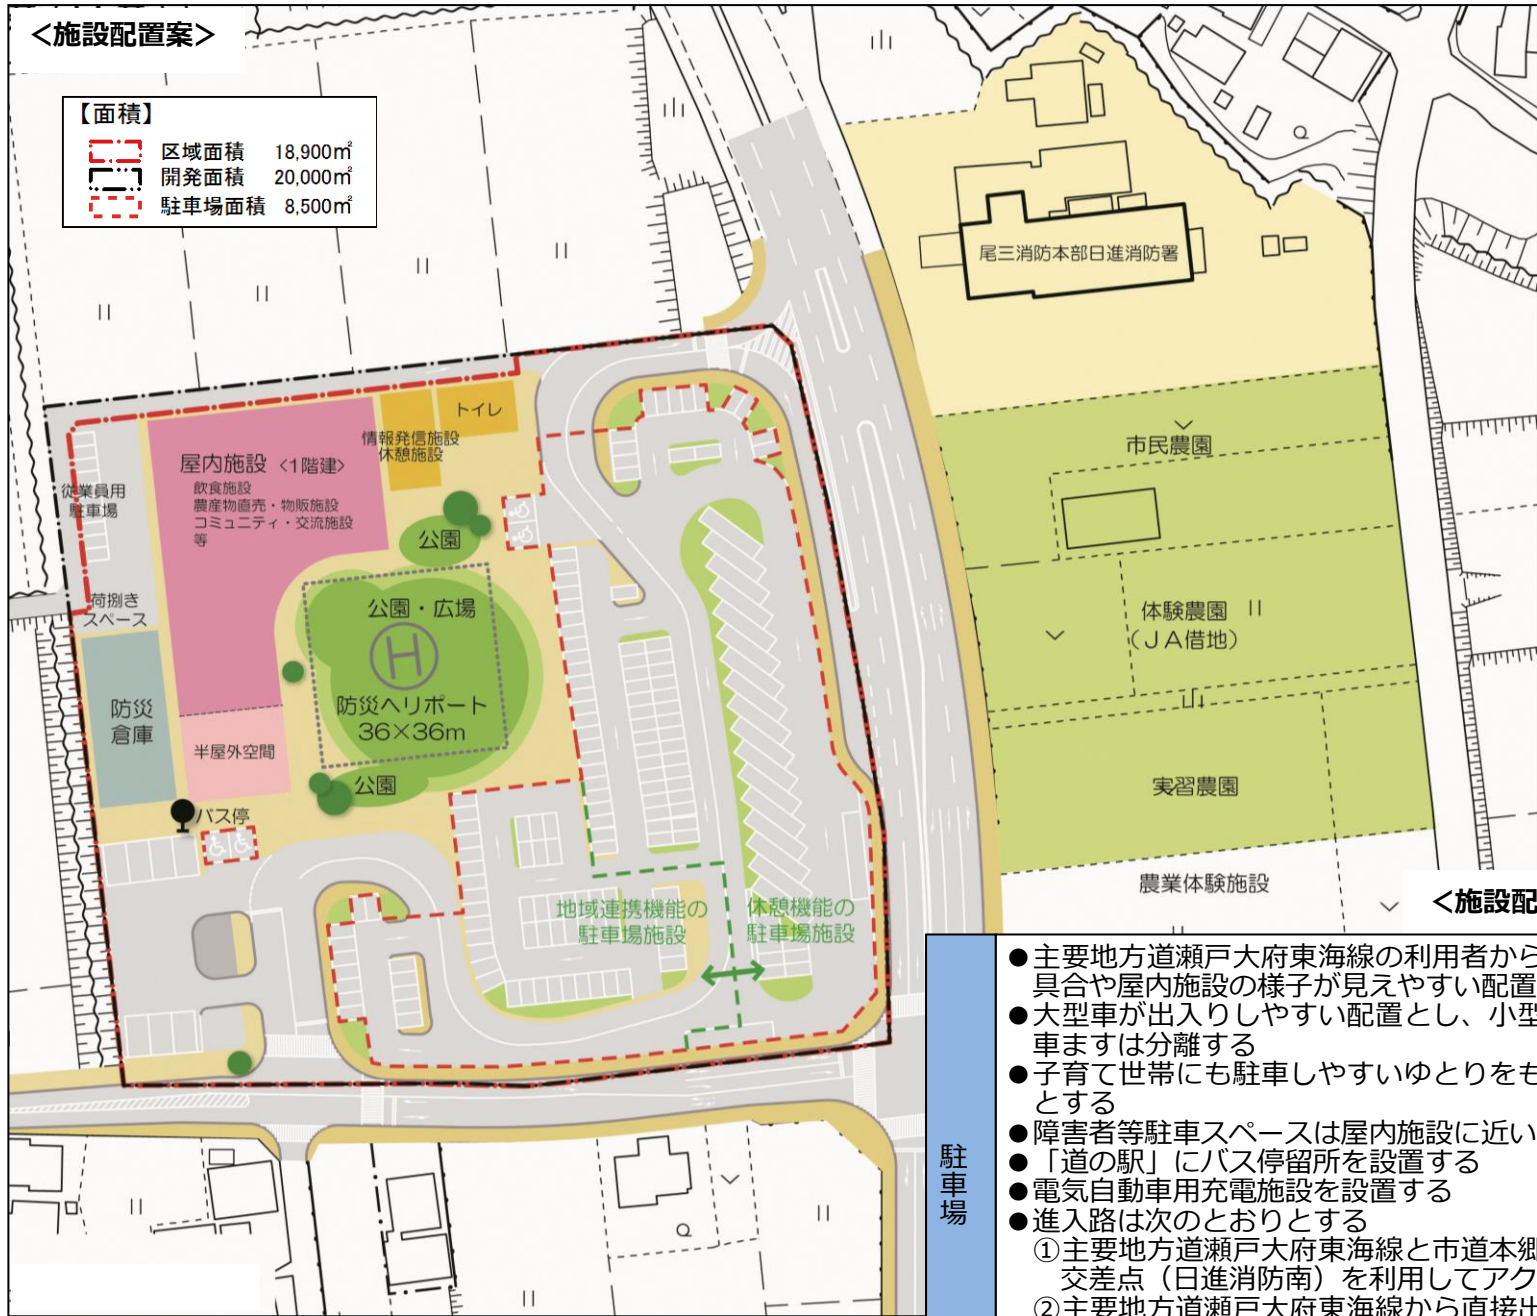 <施設配置案>
【面積】
区域面積 18,900㎡
開発面積 20,000㎡
駐車場面積 8,500㎡
尾三消防本部日進消防署
市民農園
体験農園
(JA借地)
実習農園
農業体験施設
トイレ
情報発信施設
休憩施設
屋内施設 <1階建>
飲食施設
農産物直売・物販施設
コミュニティ・交流施設
等
従業員用
駐車場
荷捌き
スペース
公園
公園・広場
H
防災ヘリポート
36×36m
防災
倉庫
半屋外空間
公園
バス停
地域連携機能の
駐車場施設
休憩機能の
駐車場施設
<施設配
駐車場
●主要地方道瀬戸大府東海線の利用者から
具合や屋内施設の様子が見えやすい配置
●大型車が出入りしやすい配置とし、小型
車ますは分離する
●子育て世帯にも駐車しやすいゆとりをも
とする
●障害者等駐車スペースは屋内施設に近い
●「道の駅」にバス停留所を設置する
●電気自動車用充電施設を設置する
●進入路は次のとおりとする
①主要地方道瀬戸大府東海線と市道本郷
交差点（日進消防南）を利用してアク
②主要地方道瀬戸大府東海線から直接出